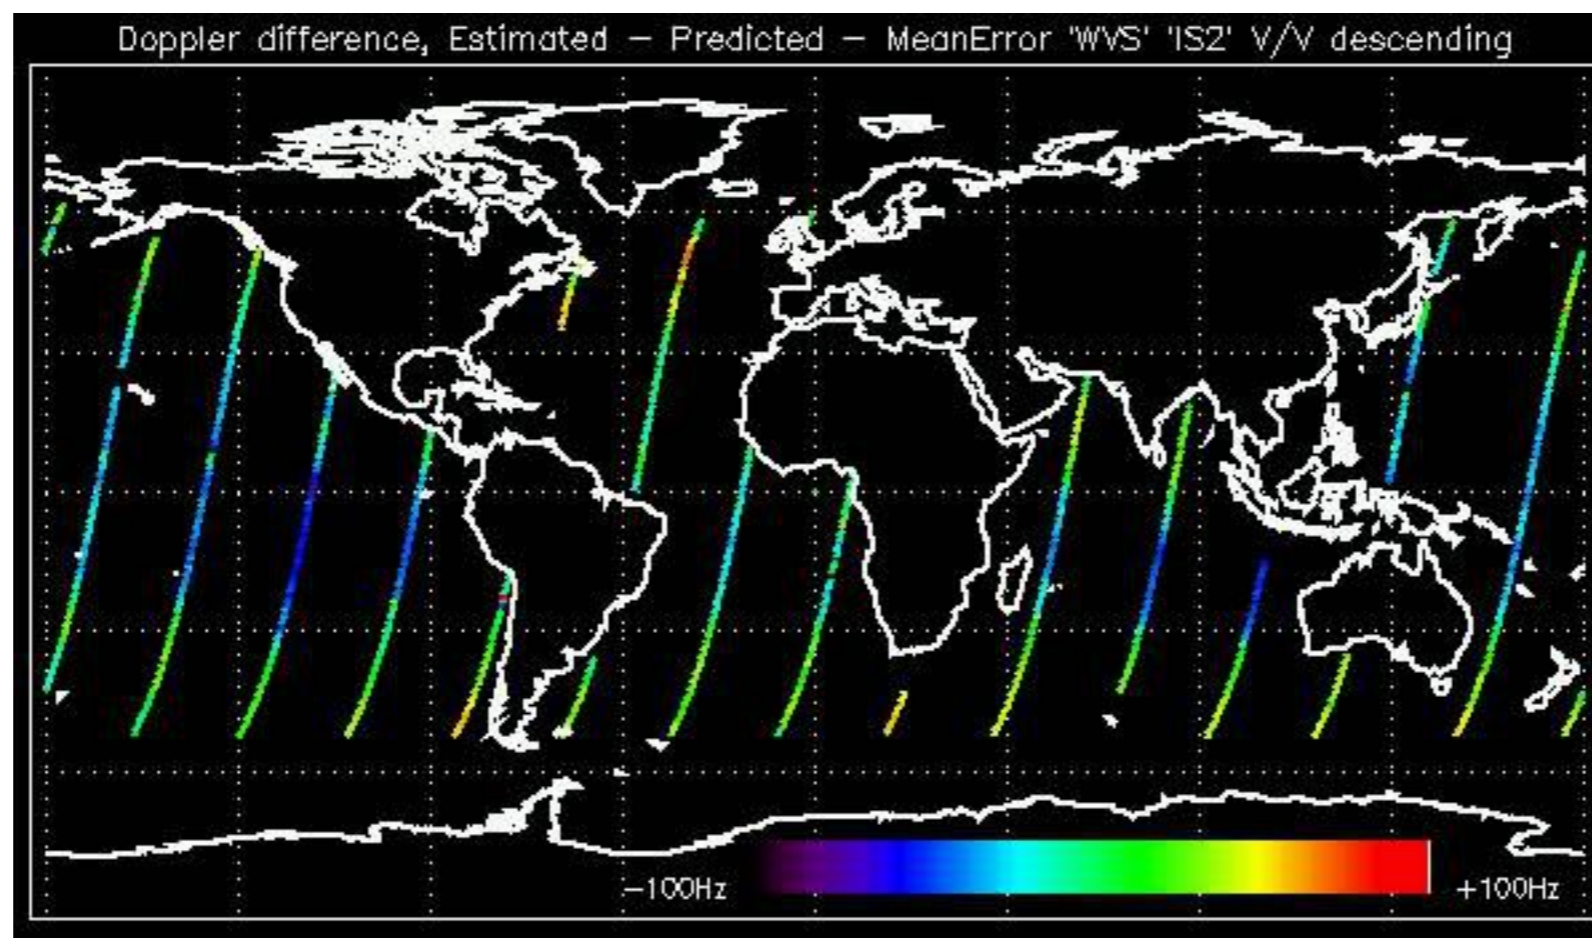 Doppler difference, Estimated – Predicted – MeanError 'WVS' 'IS2' V/V descending
−100Hz
+100Hz